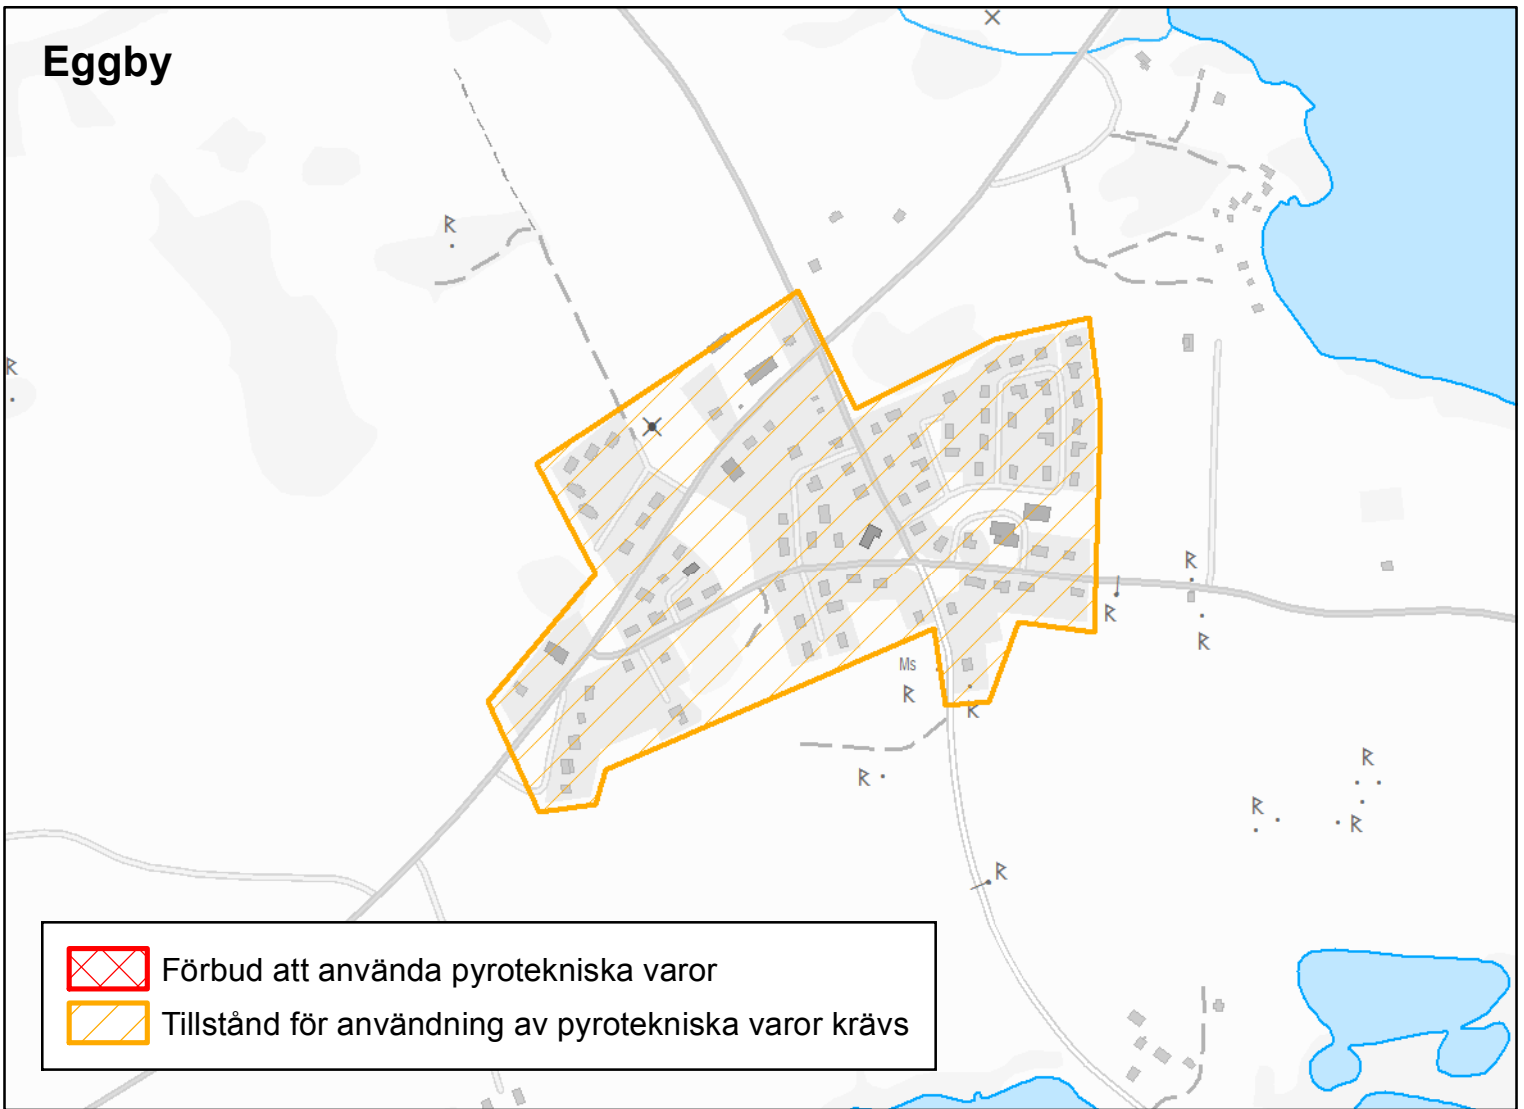 Eggby
R
R
R
R
R
Ms
R
R
R
R
R
R
R
R
Förbud att använda pyrotekniska varor
Tillstånd för användning av pyrotekniska varor krävs